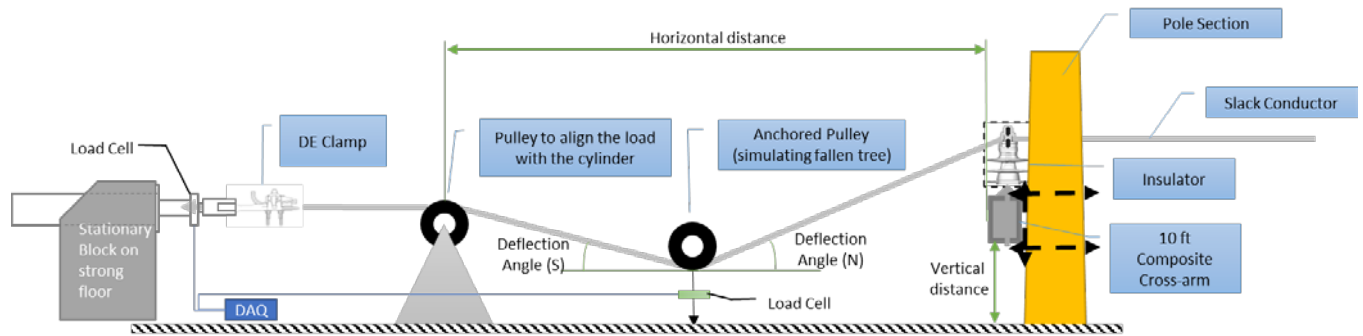 Horizontal distance
Pole Section
Slack Conductor
Load Cell
DE Clamp
Pulley to align the load
with the cylinder
Anchored Pulley
(simulating fallen tree)
Insulator
Stationary
Block on
strong
floor
Deflection
Angle (S)
Deflection
Angle (N)
Vertical
distance
10 ft
Composite
Cross-arm
DAQ
Load Cell